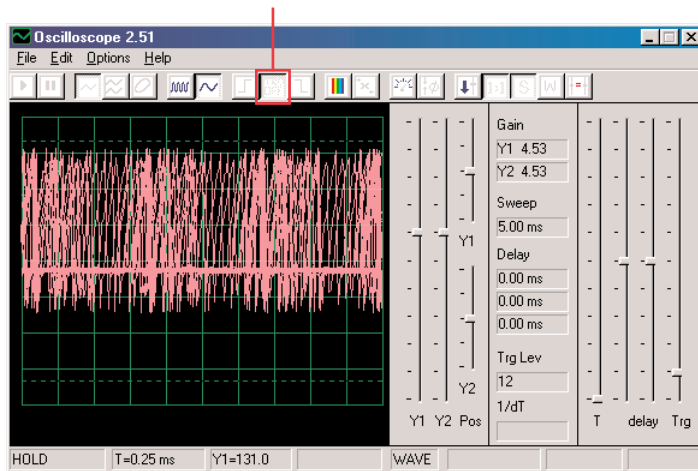 Oscilloscope 2.51
File Edit Options Help
1:1 S W
Gain
Y1 4.53
Y2 4.53
Sweep
5.00 ms
Y1
Delay
0.00 ms
0.00 ms
0.00 ms
Trg Lev
12
Y2
1/dT
Y1 Y2 Pos
T delay Trg
HOLD T=0.25 ms Y1=131.0 WAVE